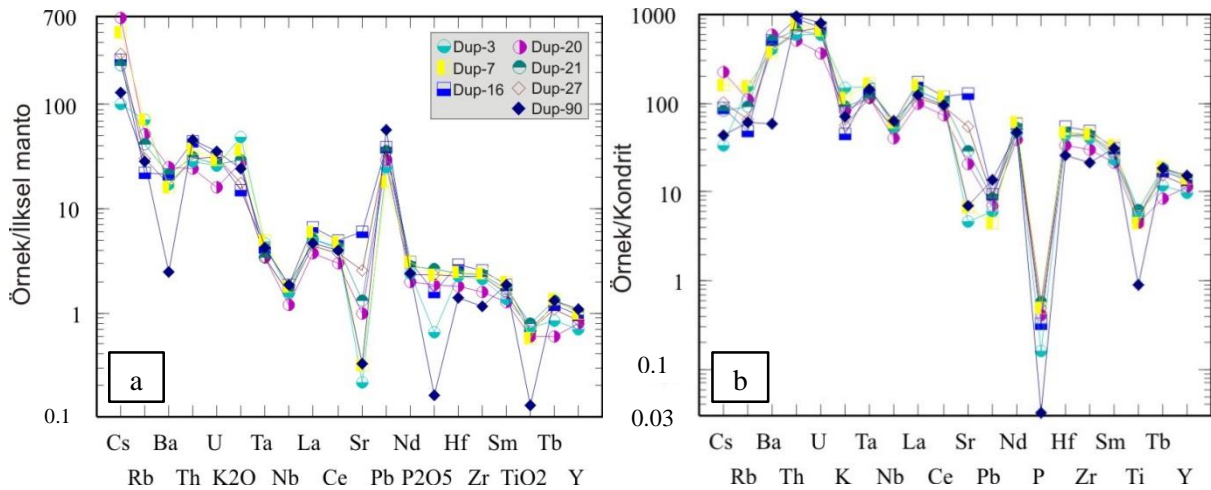 700
100
10
1
0.1
Örnek/İlksel manto
Dup-3 Dup-20
Dup-7 Dup-21
Dup-16 Dup-27
Dup-90
a
Cs Ba U Ta La Sr Nd Hf Sm Tb
Rb Th K2O Nb Ce Pb P2O5 Zr TiO2 Y
1000
100
10
1
0.1
0.03
Örnek/Kondrit
b
Cs Ba U Ta La Sr Nd Hf Sm Tb
Rb Th K Nb Ce Pb P Zr Ti Y